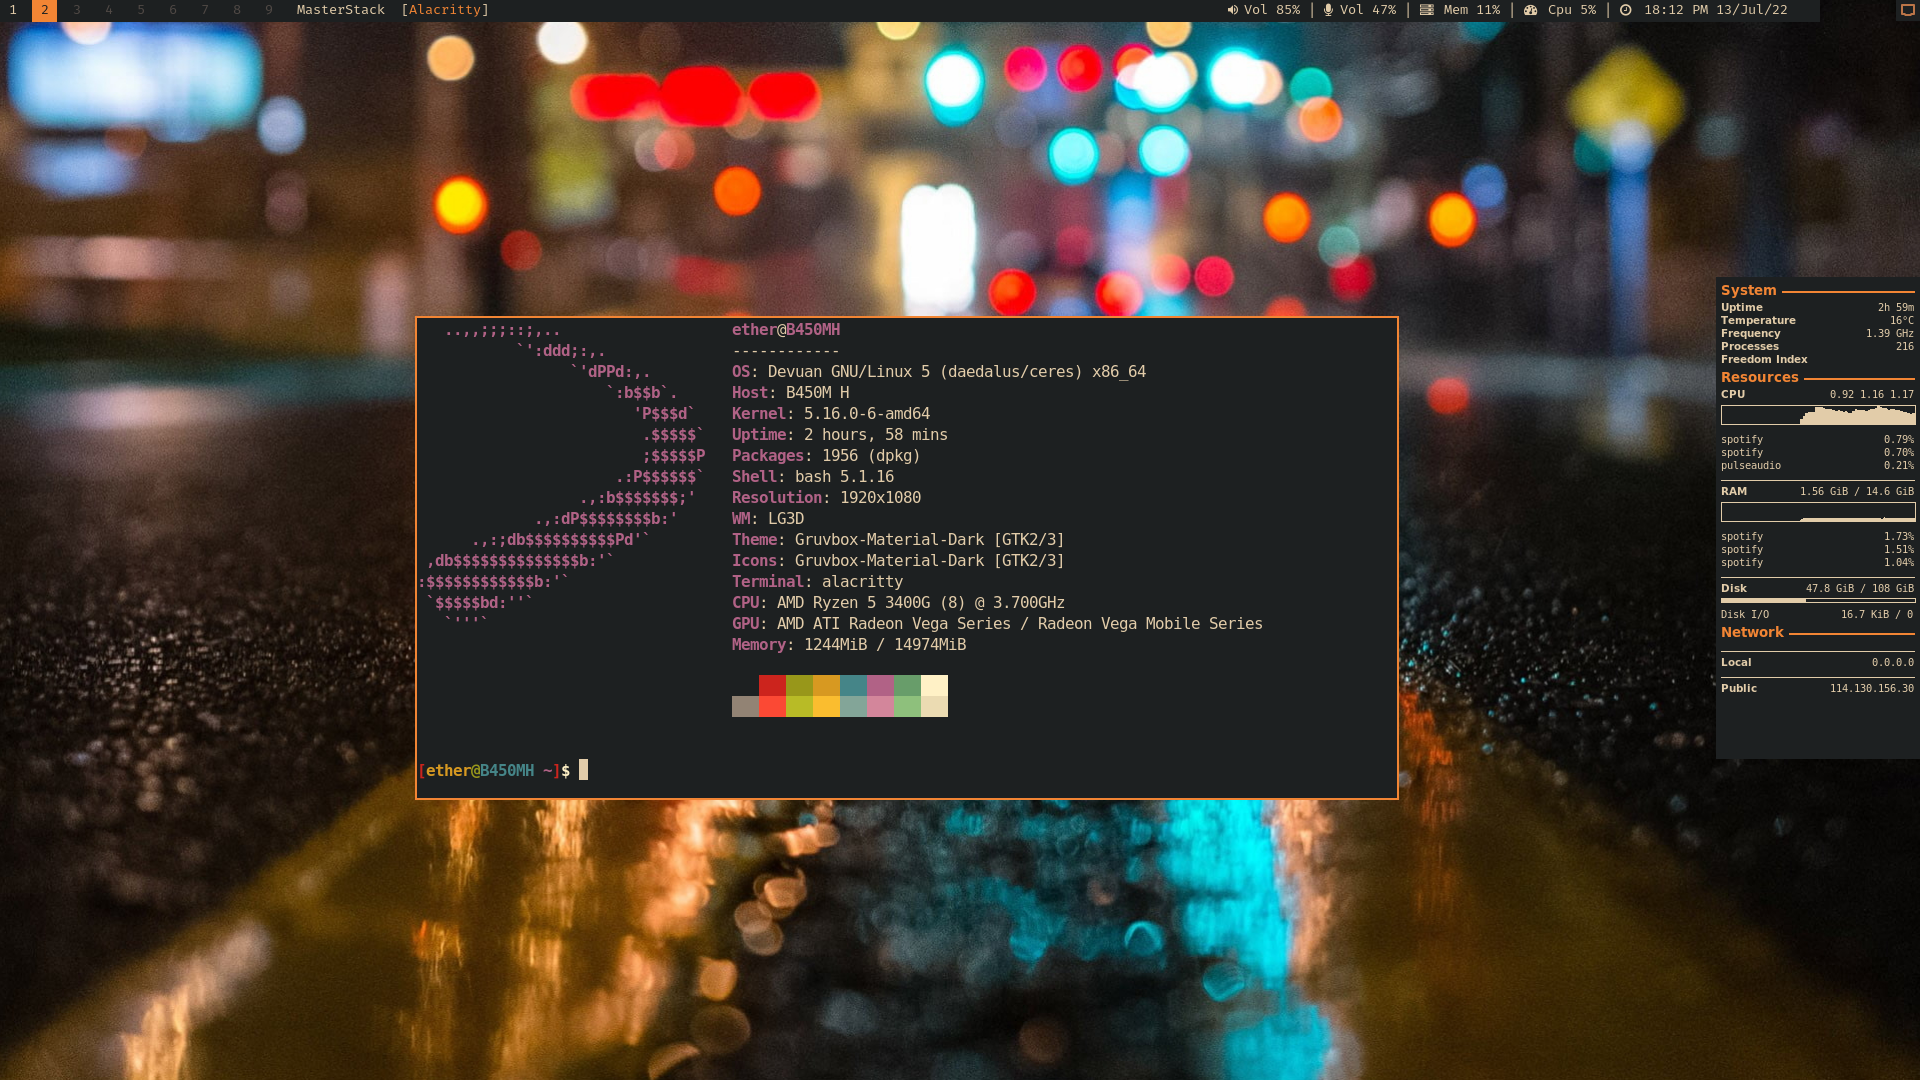 1 2 3 4 5 6 7 8 9 MasterStack [Alacritty]
Vol 85% | Vol 47% | Mem 11% | Cpu 5% | 18:12 PM 13/Jul/22
..,,;;;::;,..
`':ddd;:,.
`'dPPd:,.
`:b$$b`.
'P$$$d`
.$$$$$`
;$$$$$P
.:P$$$$$$`
.,:b$$$$$$$;'
.,:dP$$$$$$$$b:'
.,:;db$$$$$$$$$$Pd'`
,db$$$$$$$$$$$$$$b:'`
:$$$$$$$$$$$$b:'`
`$$$$$bd:''`
`'''`
ether@B450MH
------------
OS: Devuan GNU/Linux 5 (daedalus/ceres) x86_64
Host: B450M H
Kernel: 5.16.0-6-amd64
Uptime: 2 hours, 58 mins
Packages: 1956 (dpkg)
Shell: bash 5.1.16
Resolution: 1920x1080
WM: LG3D
Theme: Gruvbox-Material-Dark [GTK2/3]
Icons: Gruvbox-Material-Dark [GTK2/3]
Terminal: alacritty
CPU: AMD Ryzen 5 3400G (8) @ 3.700GHz
GPU: AMD ATI Radeon Vega Series / Radeon Vega Mobile Series
Memory: 1244MiB / 14974MiB
[ether@B450MH ~]$
System
Uptime 2h 59m
Temperature 16°C
Frequency 1.39 GHz
Processes 216
Freedom Index
Resources
CPU 0.92 1.16 1.17
spotify 0.79%
spotify 0.70%
pulseaudio 0.21%
RAM 1.56 GiB / 14.6 GiB
spotify 1.73%
spotify 1.51%
spotify 1.04%
Disk 47.8 GiB / 108 GiB
Disk I/O 16.7 KiB / 0
Network
Local 0.0.0.0
Public 114.130.156.30